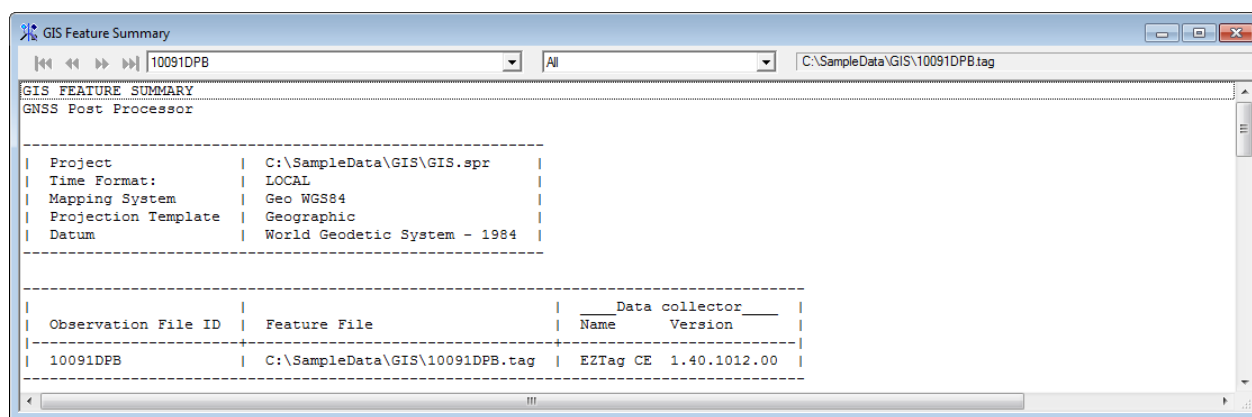 GIS Feature Summary
10091DPB All C:\SampleData\GIS\10091DPB.tag
GIS FEATURE SUMMARY
GNSS Post Processor
Project | C:\SampleData\GIS\GIS.spr
Time Format: | LOCAL
Mapping System | Geo WGS84
Projection Template | Geographic
Datum | World Geodetic System - 1984
____Data collector____
Observation File ID | Feature File | Name Version
10091DPB | C:\SampleData\GIS\10091DPB.tag | EZTag CE 1.40.1012.00